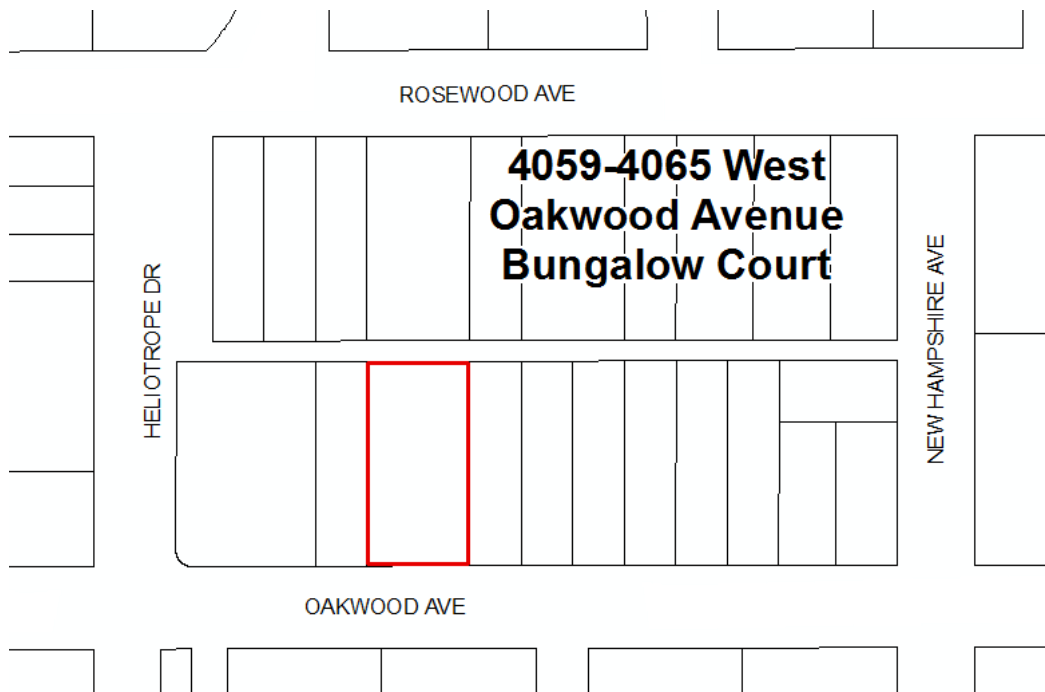 ROSEWOOD AVE
4059-4065 West
Oakwood Avenue
Bungalow Court
HELIOTROPE DR
NEW HAMPSHIRE AVE
OAKWOOD AVE